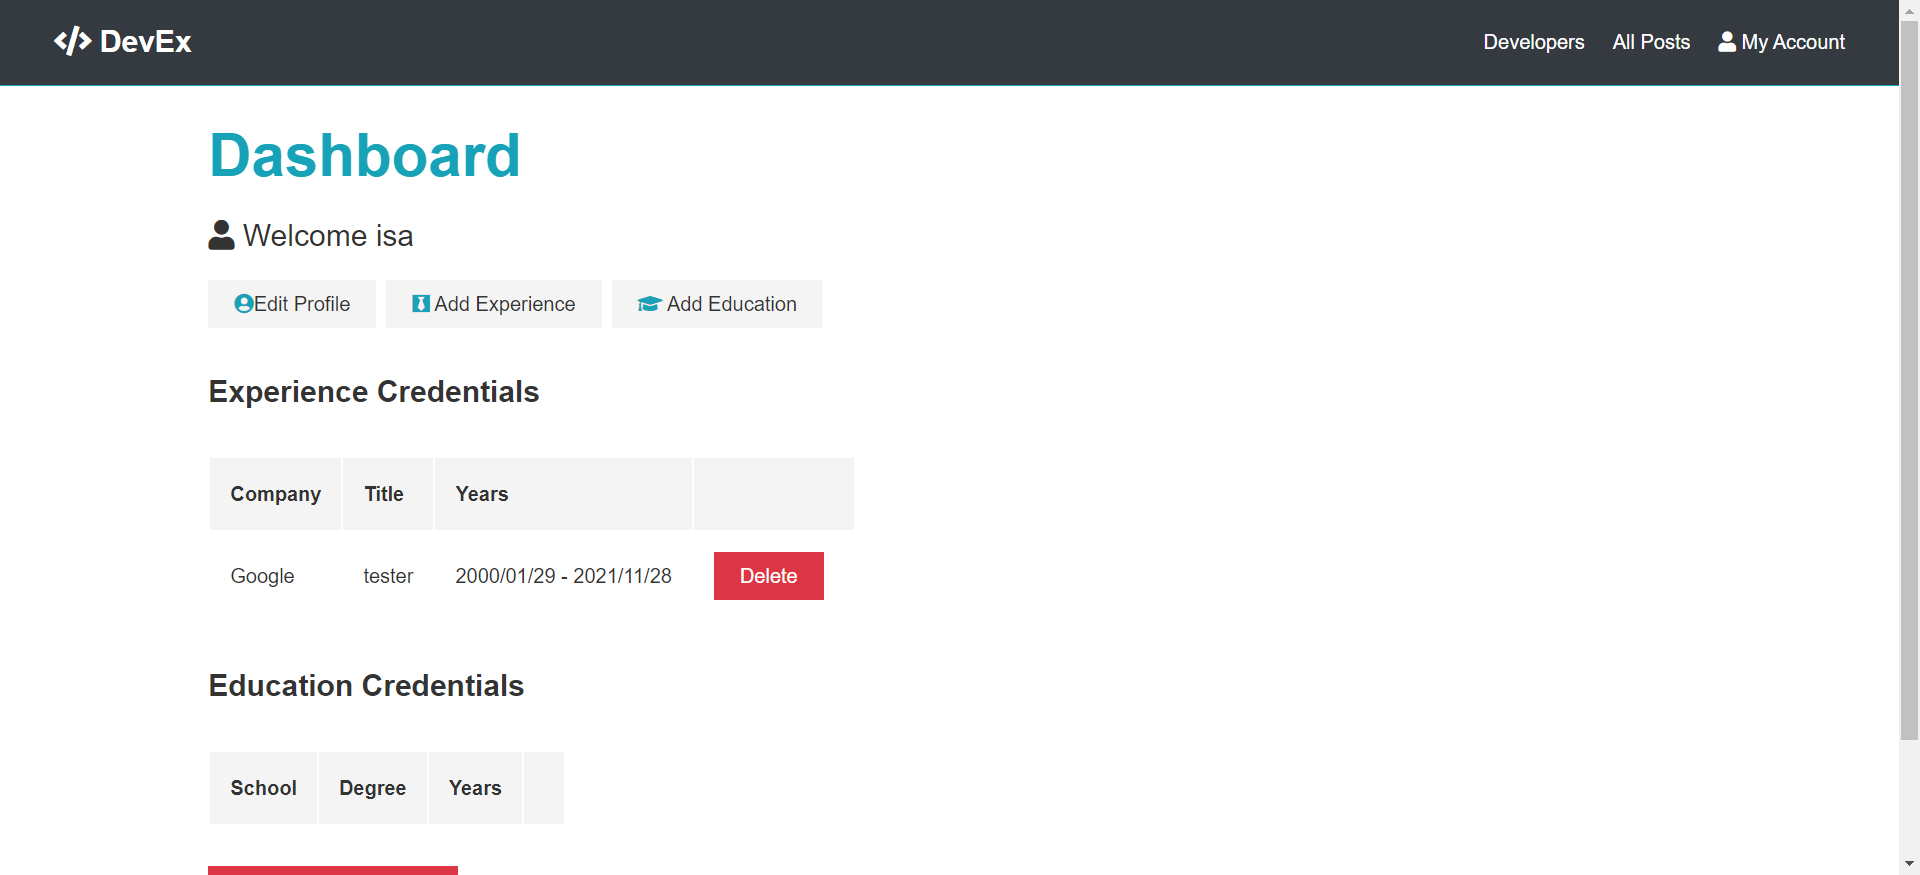 DevEx
Developers All Posts My Account
Dashboard
Welcome isa
Edit Profile Add Experience Add Education
Experience Credentials
Company Title Years
Google tester 2000/01/29 - 2021/11/28 Delete
Education Credentials
School Degree Years